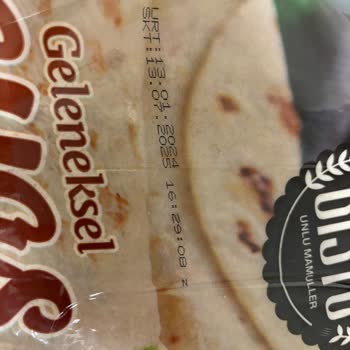 Geleneksel
URT:13.01.2024
SKT:13.07.2025 16:29:08 Z
UNLU MAMULLER